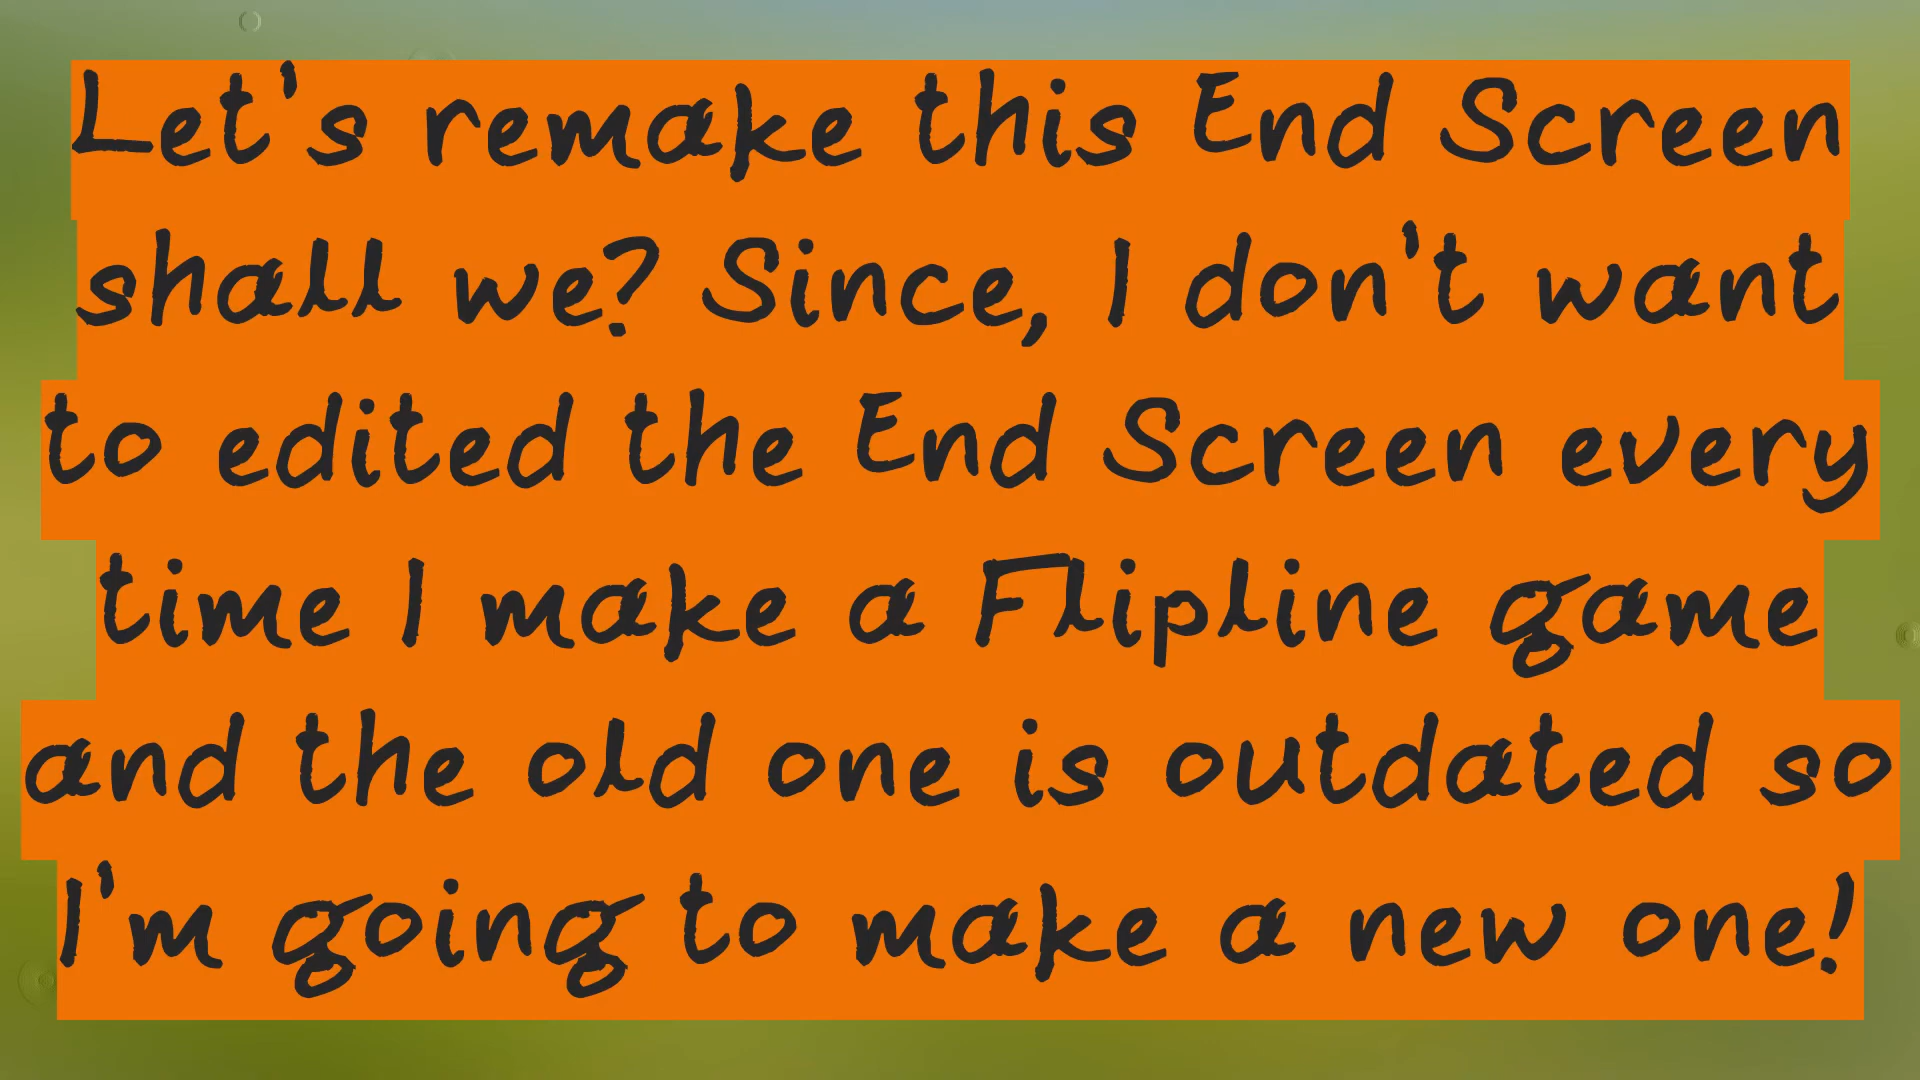 Let's remake this End Screen
shall we? Since, I don't want
to edited the End Screen every
time I make a Flipline game
and the old one is outdated so
I'm going to make a new one!